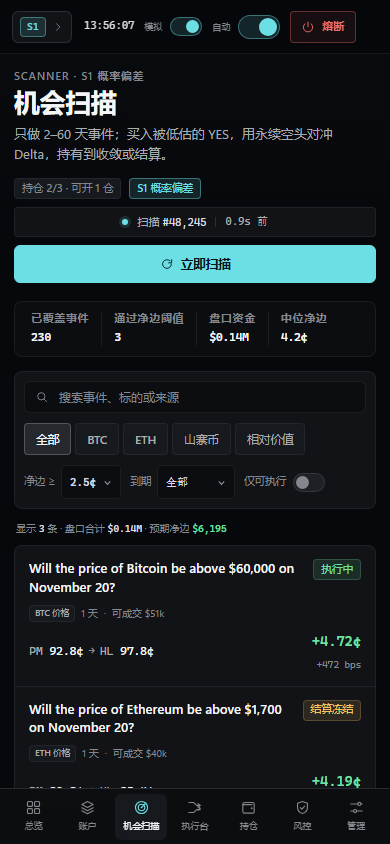 S1 13:56:07 模拟 自动 熔断
SCANNER · S1 概率偏差
机会扫描
只做 2–60 天事件；买入被低估的 YES，用永续空头对冲
Delta，持有到收敛或结算。
持仓 2/3 · 可开 1 仓 S1 概率偏差
扫描 #48,245 0.9s 前
立即扫描
已覆盖事件 通过净边阈值 盘口资金 中位净边
230 3 $0.14M 4.2¢
搜索事件、标的或来源
全部 BTC ETH 山寨币 相对价值
净边 ≥ 2.5¢ 到期 全部 仅可执行
显示 3 条 · 盘口合计 $0.14M · 预期净边 $6,195
Will the price of Bitcoin be above $60,000 on 执行中
November 20?
BTC 价格 1 天 · 可成交 $51k
+4.72¢
PM 92.8¢ → HL 97.8¢
+472 bps
Will the price of Ethereum be above $1,700 结算冻结
on November 20?
ETH 价格 1 天 · 可成交 $40k
+4.19¢
总览 账户 机会扫描 执行台 持仓 风控 管理